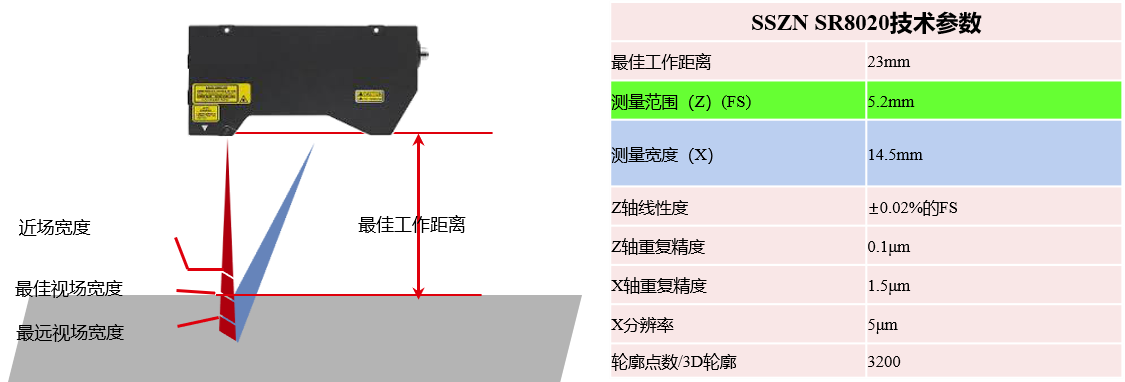 近场宽度
最佳视场宽度
最远视场宽度
最佳工作距离
SSZN SR8020技术参数
最佳工作距离 23mm
测量范围（Z）(FS） 5.2mm
测量宽度（X） 14.5mm
Z轴线性度 ±0.02%的FS
Z轴重复精度 0.1μm
X轴重复精度 1.5μm
X分辨率 5μm
轮廓点数/3D轮廓 3200